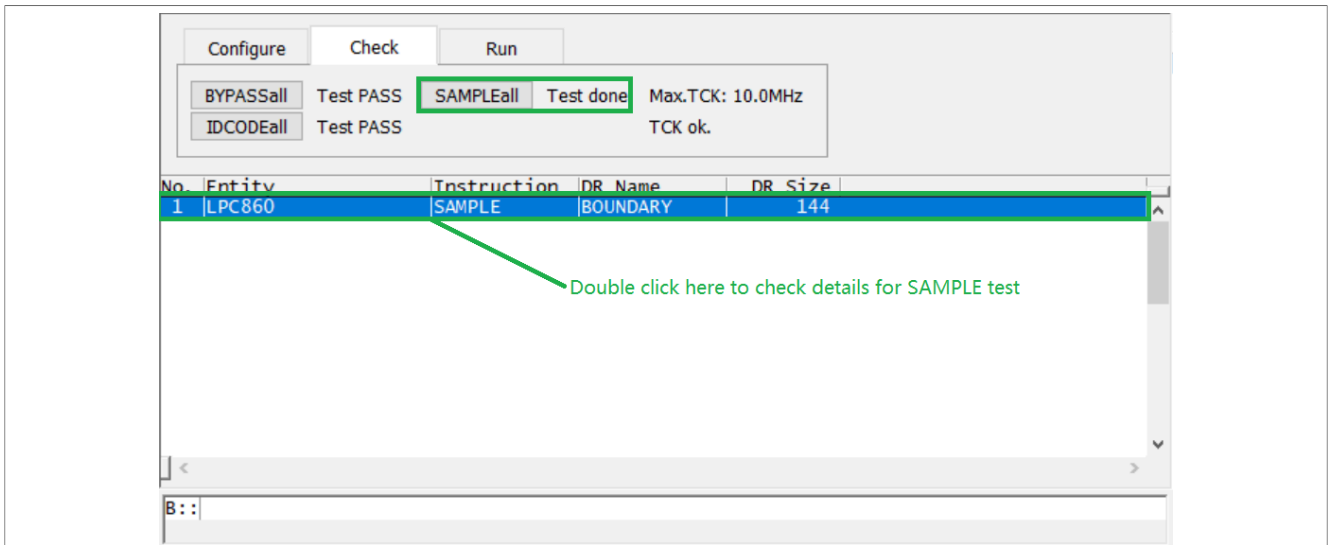 Configure Check Run
BYPASSall Test PASS SAMPLEall Test done Max.TCK: 10.0MHz
IDCODEall Test PASS TCK ok.
No. Entity Instruction DR Name DR Size
1 LPC860 SAMPLE BOUNDARY 144
Double click here to check details for SAMPLE test
B::